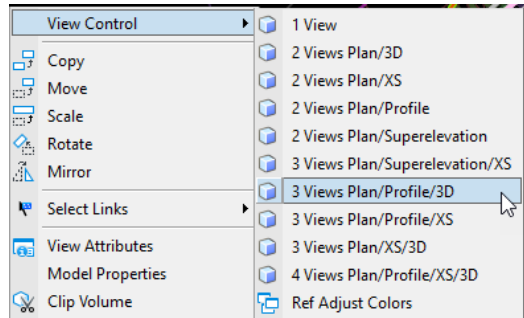 View Control
Copy
Move
Scale
Rotate
Mirror
Select Links
View Attributes
Model Properties
Clip Volume
1 View
2 Views Plan/3D
2 Views Plan/XS
2 Views Plan/Profile
2 Views Plan/Superelevation
3 Views Plan/Superelevation/XS
3 Views Plan/Profile/3D
3 Views Plan/Profile/XS
3 Views Plan/XS/3D
4 Views Plan/Profile/XS/3D
Ref Adjust Colors